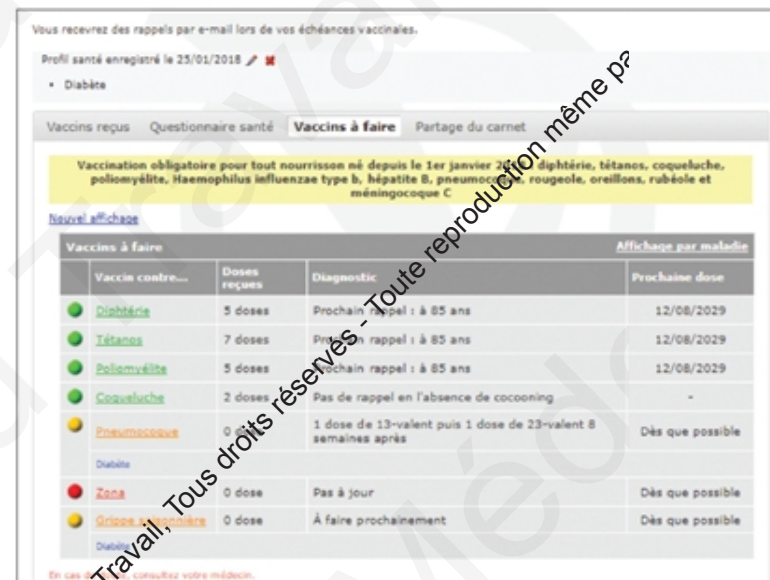 Vous recevrez des rappels par e-mail lors de vos échéances vaccinales.
Profil santé enregistré le 25/01/2018
• Diabète
Vaccins reçus Questionnaire santé Vaccins à faire Partage du carnet
Vaccination obligatoire pour tout nourrisson né depuis le 1er janvier diphtérie, tétanos, coqueluche,
poliomyélite, Haemophilus influenzae type b, hépatite B, pneumocoque, rougeole, oreillons, rubéole et
méningocoque C
Nouvel affichage
Vaccins à faire Affichage par maladie
Vaccin contre... Doses reçues Diagnostic Prochaine dose
Diphtérie 5 doses Prochain rappel : à 85 ans 12/08/2029
Tétanos 7 doses Prochain rappel : à 85 ans 12/08/2029
Poliomyélite 5 doses Prochain rappel : à 85 ans 12/08/2029
Coqueluche 2 doses Pas de rappel en l'absence de cocooning -
Pneumocoque 0 dose 1 dose de 13-valent puis 1 dose de 23-valent 8 semaines après Dès que possible
Diabète
Zona 0 dose Pas à jour Dès que possible
Grippe saisonnière 0 dose À faire prochainement Dès que possible
Diabète
En cas de doute, consultez votre médecin.
Travail, Tous droits réservés - Toute reproduction même pa